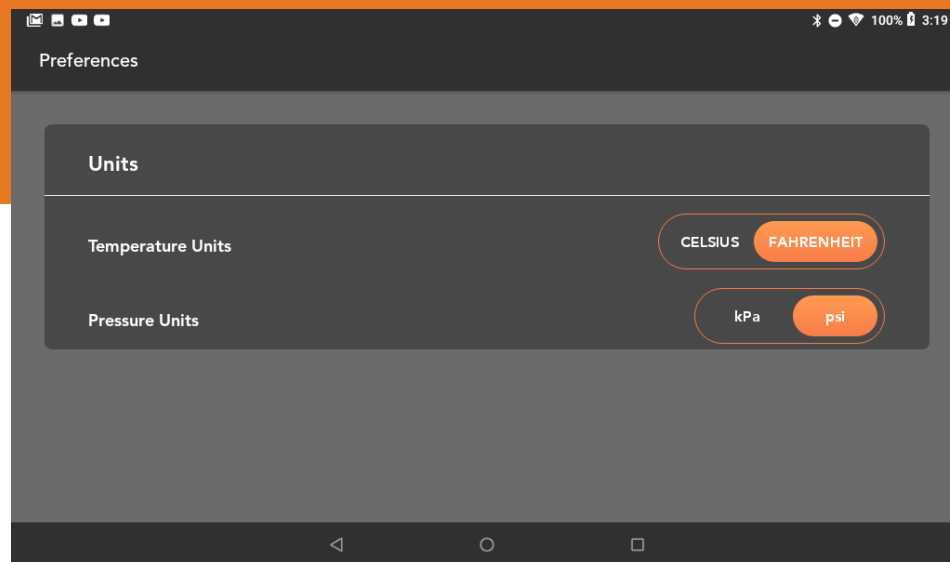 100% 3:19
Preferences
Units
Temperature Units CELSIUS FAHRENHEIT
Pressure Units kPa psi